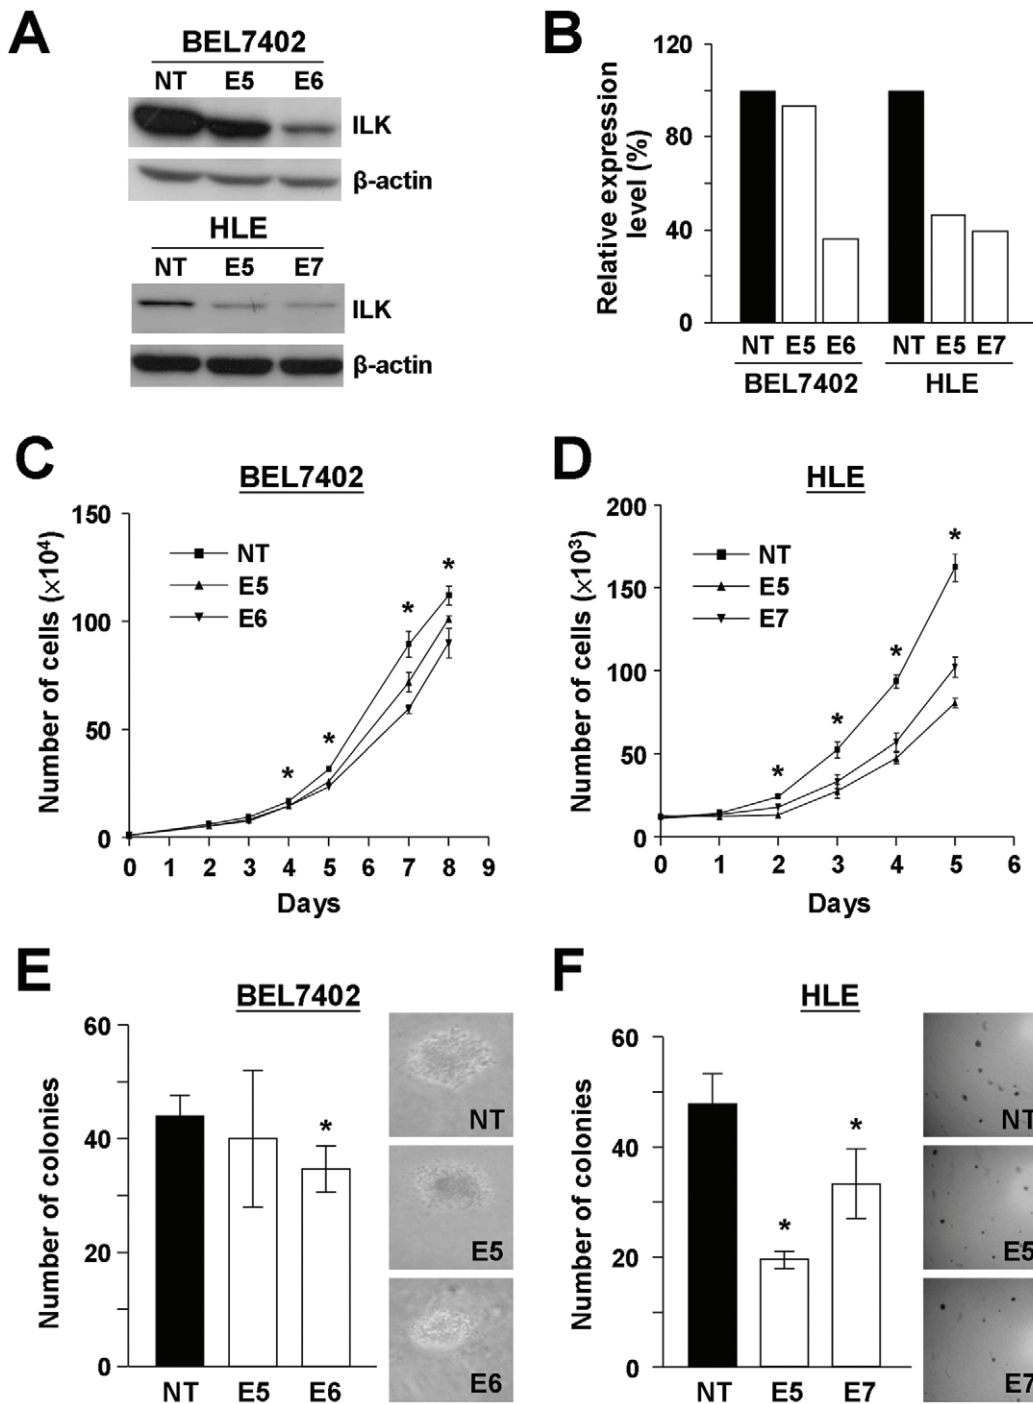 A
BEL7402
NT E5 E6
ILK
β-actin
HLE
NT E5 E7
ILK
β-actin
B
Relative expression
level (%)
120
80
40
0
NT E5 E6 NT E5 E7
BEL7402 HLE
C
BEL7402
Number of cells (×10⁴)
150
100
50
0
NT
E5
E6
* * * *
0 1 2 3 4 5 6 7 8 9
Days
D
HLE
Number of cells (×10³)
200
150
100
50
0
NT
E5
E7
* * * *
0 1 2 3 4 5 6
Days
E
BEL7402
Number of colonies
60
40
20
0
*
NT E5 E6
NT
E5
E6
F
HLE
Number of colonies
60
40
20
0
* *
NT E5 E7
NT
E5
E7